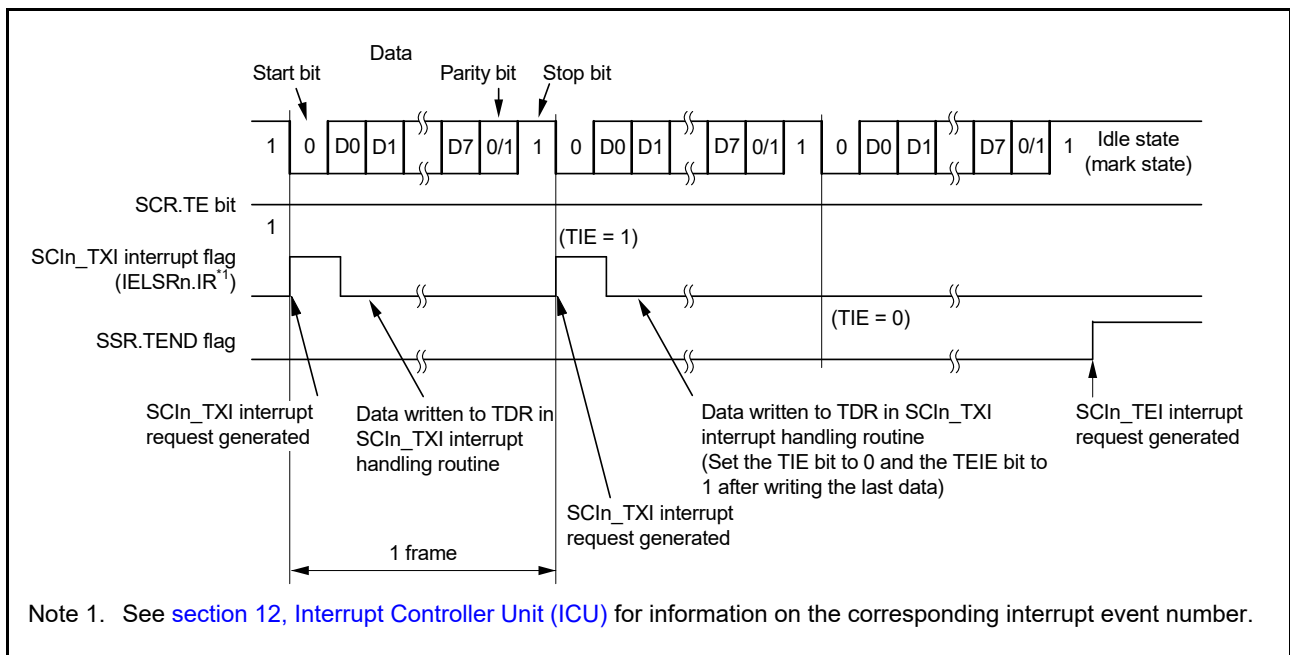 Data
Start bit
Parity bit
Stop bit
1 0 D0 D1 D7 0/1 1 0 D0 D1 D7 0/1 1 0 D0 D1 D7 0/1 1
Idle state
(mark state)
SCR.TE bit
1
(TIE = 1)
SCIn_TXI interrupt flag
(IELSRn.IR*1)
(TIE = 0)
SSR.TEND flag
SCIn_TXI interrupt
request generated
Data written to TDR in
SCIn_TXI interrupt
handling routine
Data written to TDR in SCIn_TXI
interrupt handling routine
(Set the TIE bit to 0 and the TEIE bit to
1 after writing the last data)
SCIn_TEI interrupt
request generated
SCIn_TXI interrupt
request generated
1 frame
Note 1. See section 12, Interrupt Controller Unit (ICU) for information on the corresponding interrupt event number.